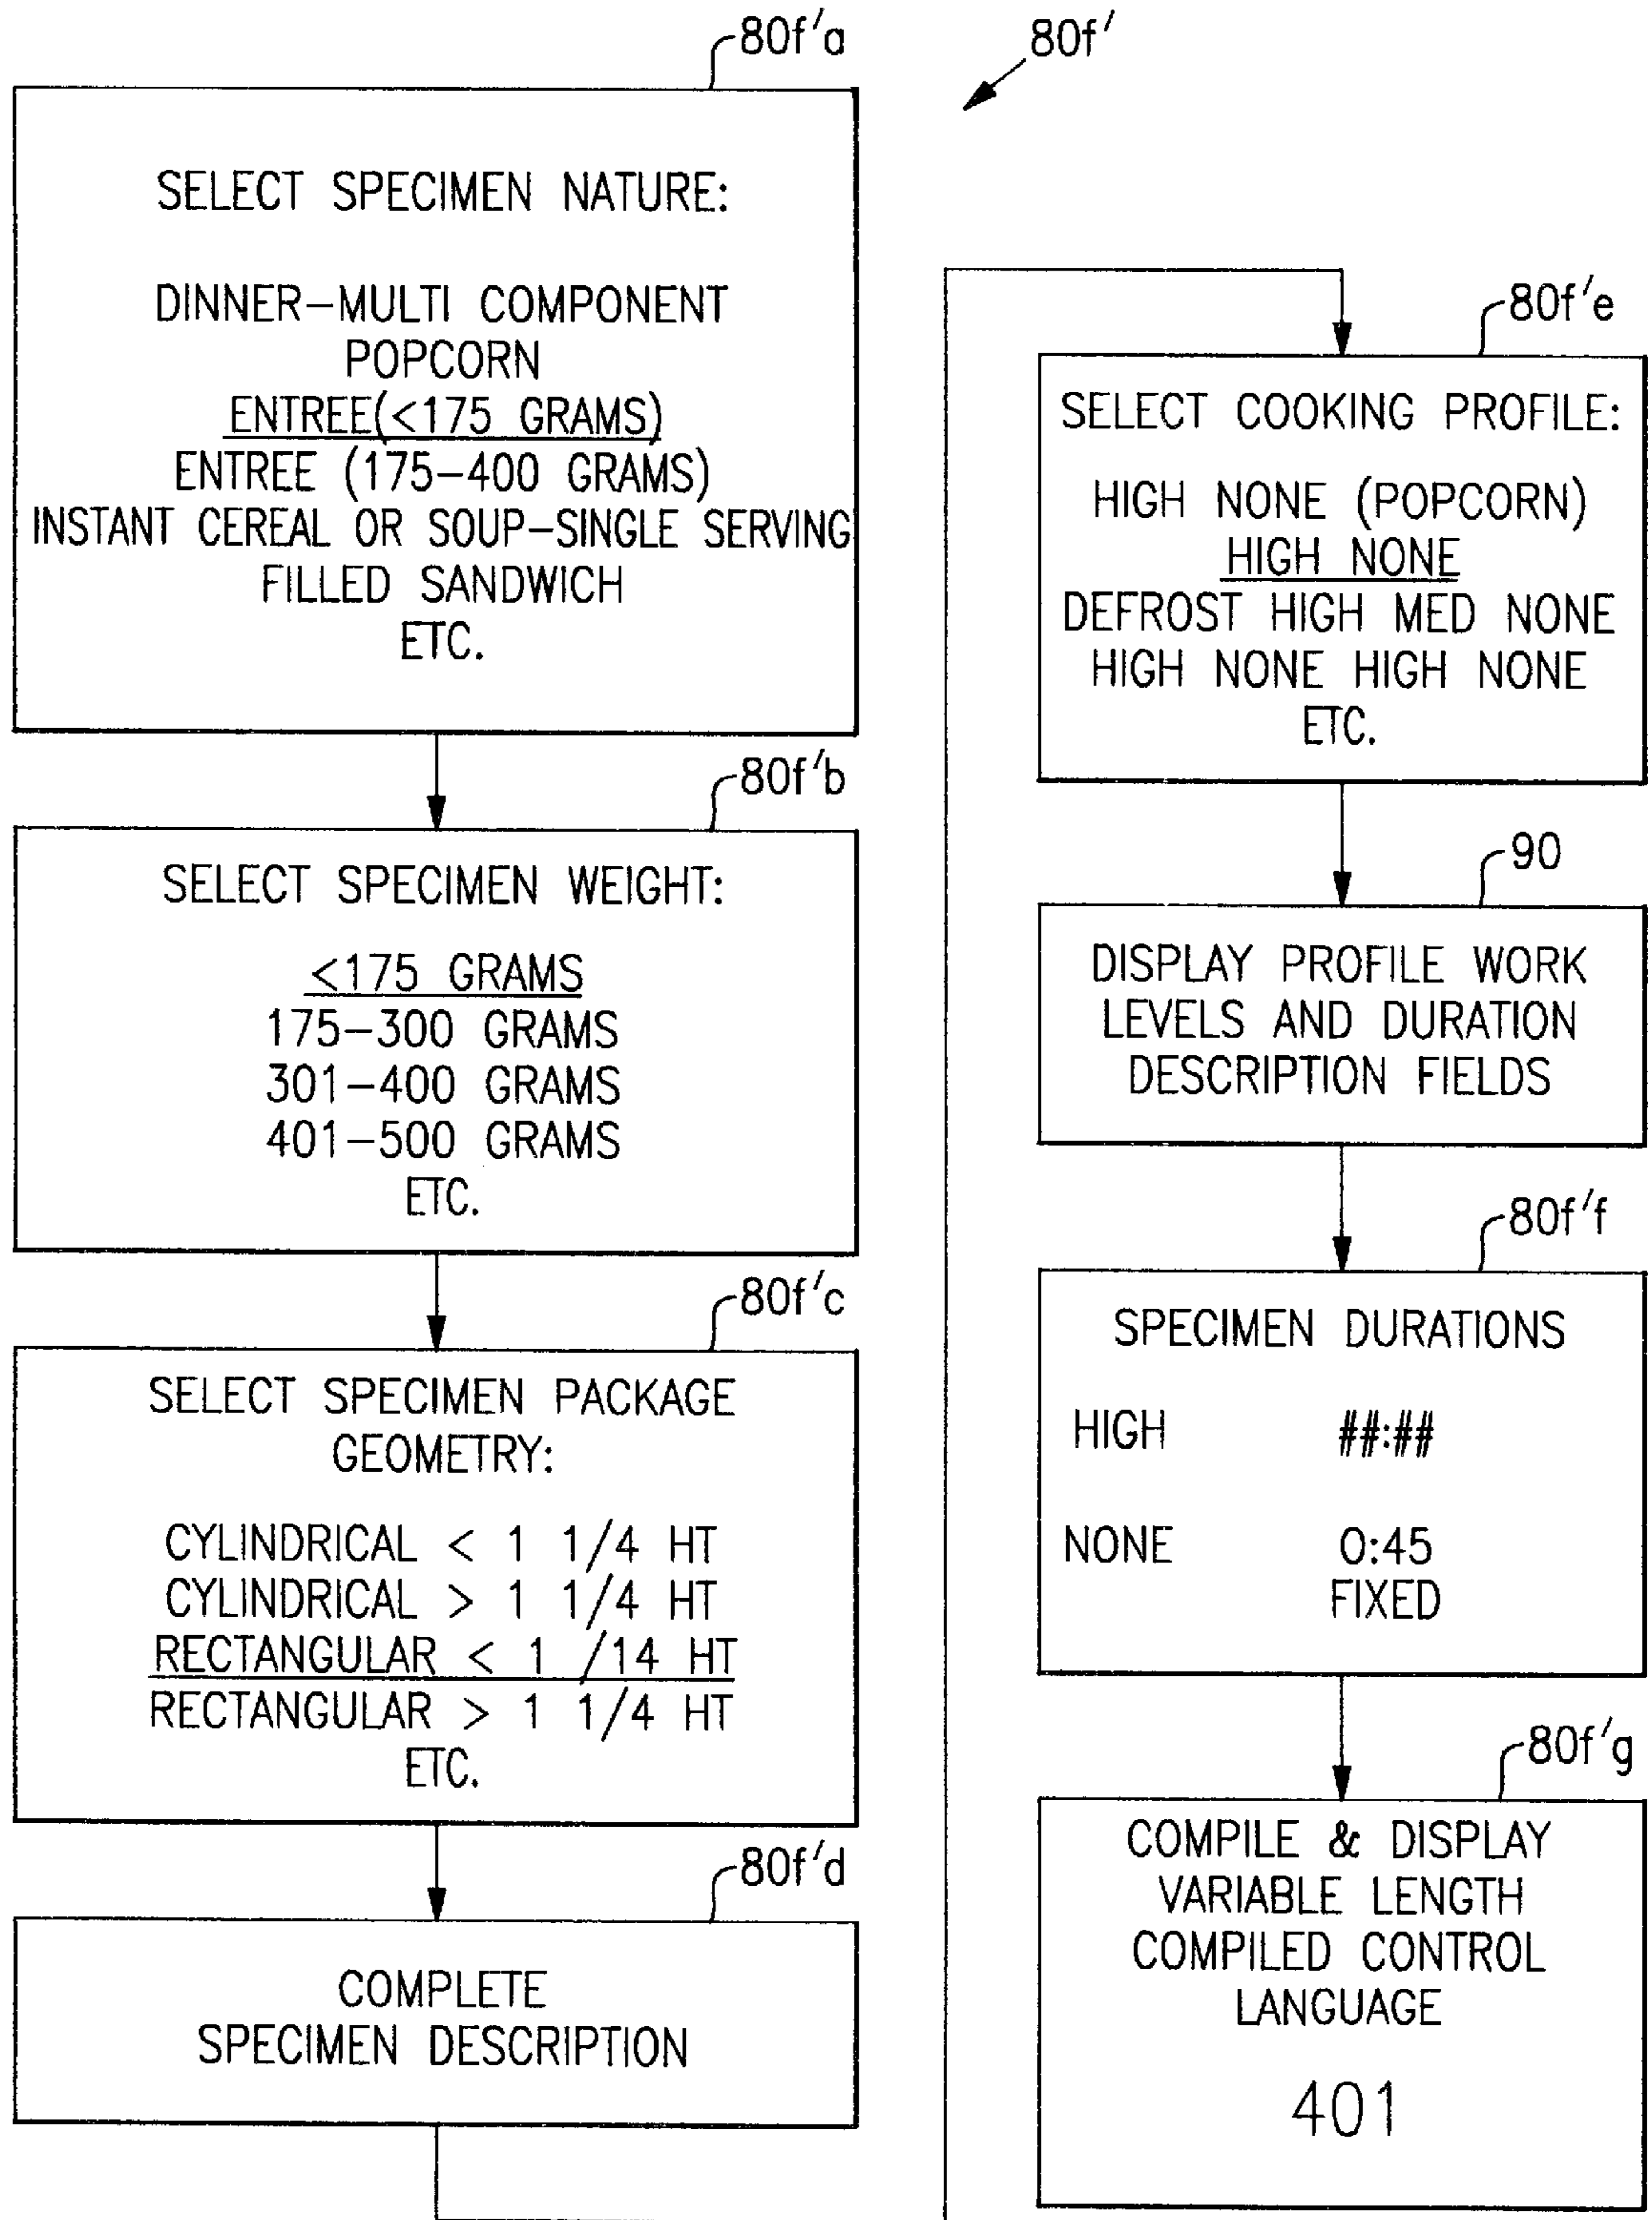 80f'a
SELECT SPECIMEN NATURE:
DINNER–MULTI COMPONENT
POPCORN
ENTREE(<175 GRAMS)
ENTREE (175–400 GRAMS)
INSTANT CEREAL OR SOUP–SINGLE SERVING
FILLED SANDWICH
ETC.
80f'b
SELECT SPECIMEN WEIGHT:
<175 GRAMS
175–300 GRAMS
301–400 GRAMS
401–500 GRAMS
ETC.
80f'c
SELECT SPECIMEN PACKAGE
GEOMETRY:
CYLINDRICAL < 1 1/4 HT
CYLINDRICAL > 1 1/4 HT
RECTANGULAR < 1 /14 HT
RECTANGULAR > 1 1/4 HT
ETC.
80f'd
COMPLETE
SPECIMEN DESCRIPTION
80f'
80f'e
SELECT COOKING PROFILE:
HIGH NONE (POPCORN)
HIGH NONE
DEFROST HIGH MED NONE
HIGH NONE HIGH NONE
ETC.
90
DISPLAY PROFILE WORK
LEVELS AND DURATION
DESCRIPTION FIELDS
80f'f
SPECIMEN DURATIONS
HIGH ##:##
NONE 0:45
FIXED
80f'g
COMPILE & DISPLAY
VARIABLE LENGTH
COMPILED CONTROL
LANGUAGE
401